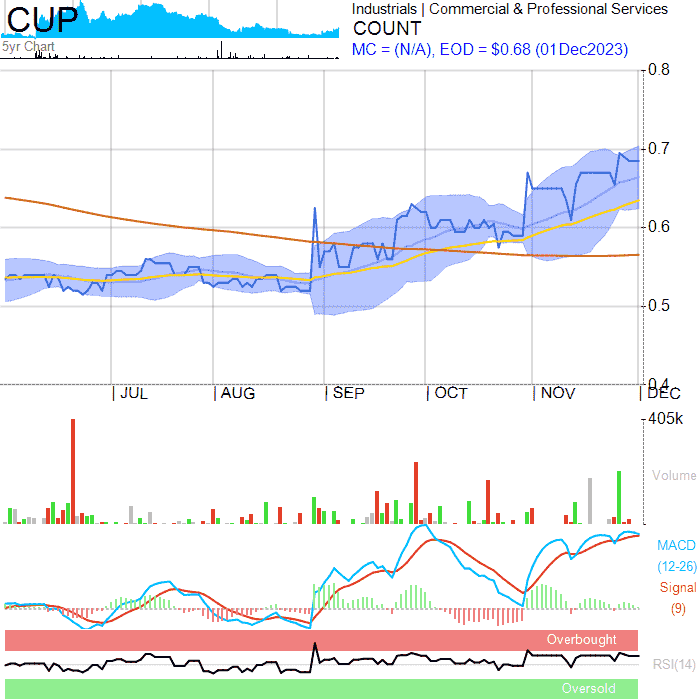 CUP
Industrials | Commercial & Professional Services
COUNT
5yr Chart
MC = (N/A), EOD = $0.68 (01Dec2023)
0.8
0.7
0.6
0.5
0.4
JUL AUG SEP OCT NOV DEC
405k
Volume
MACD
(12-26)
Signal
(9)
Overbought
RSI(14)
Oversold